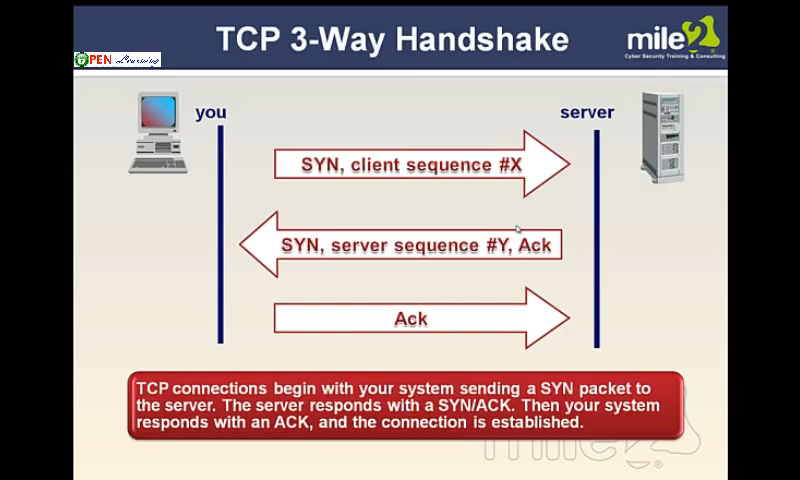 TCP 3-Way Handshake
mile2
Cyber Security Training & Consulting
OPEN Learning
you
server
SYN, client sequence #X
SYN, server sequence #Y, Ack
Ack
TCP connections begin with your system sending a SYN packet to
the server. The server responds with a SYN/ACK. Then your system
responds with an ACK, and the connection is established.
mile2